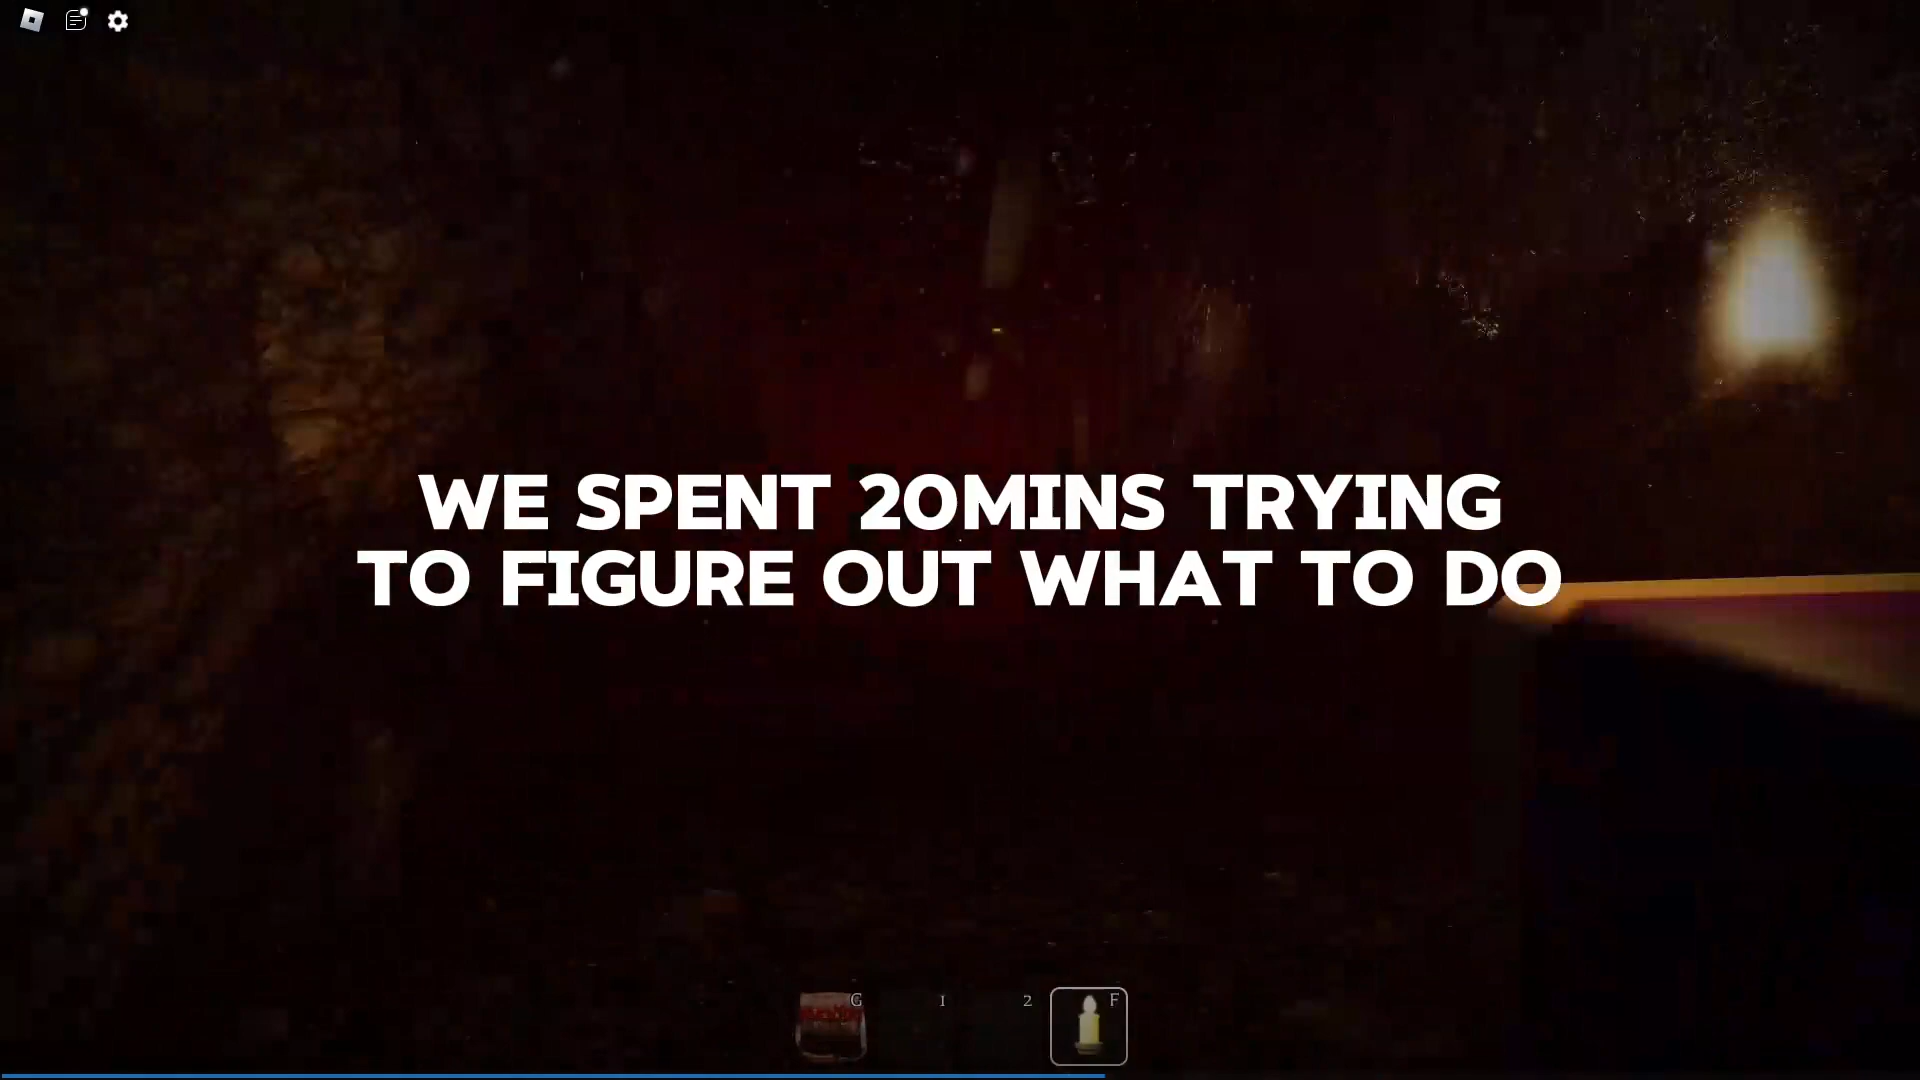 WE SPENT 20MINS TRYING
TO FIGURE OUT WHAT TO DO
G 1 2 F